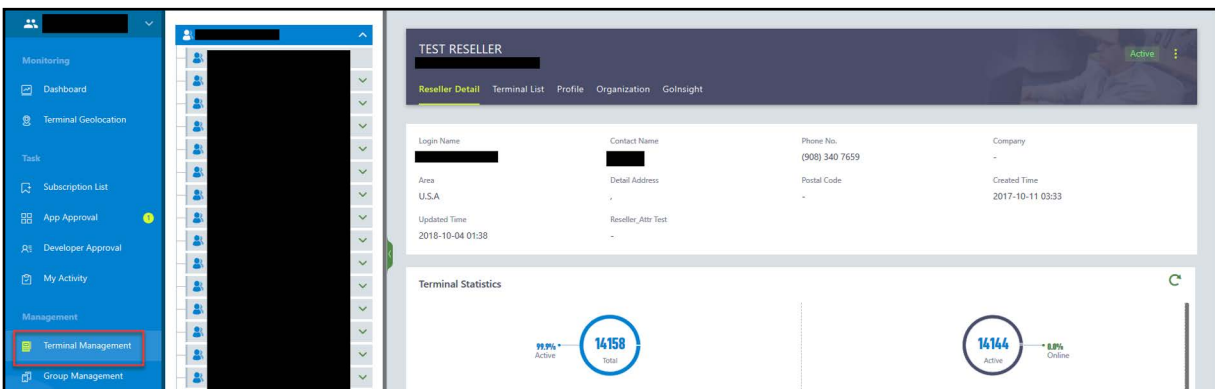 Monitoring
Dashboard
Terminal Geolocation
Task
Subscription List
App Approval 1
Developer Approval
My Activity
Management
Terminal Management
Group Management
TEST RESELLER
Active
Reseller Detail Terminal List Profile Organization GoInsight
Login Name Contact Name Phone No. Company
(908) 340 7659 -
Area Detail Address Postal Code Created Time
U.S.A , - 2017-10-11 03:33
Updated Time Reseller_Attr Test
2018-10-04 01:38 -
Terminal Statistics
99.9% Active
14158 Total
14144 Active
0.0% Online